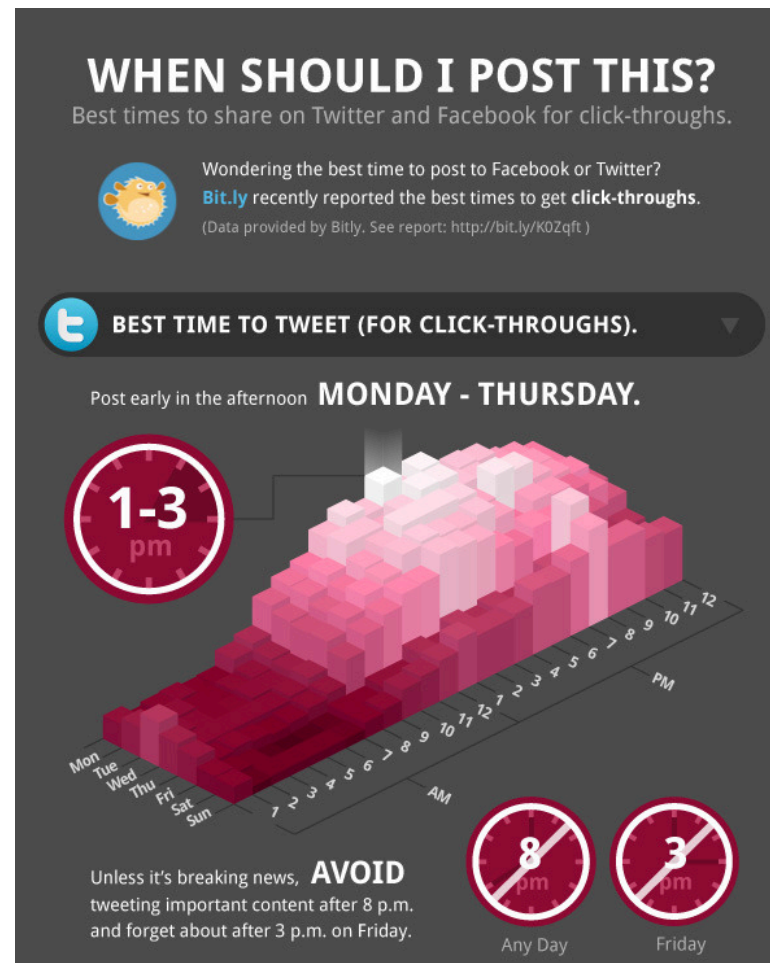 WHEN SHOULD I POST THIS?
Best times to share on Twitter and Facebook for click-throughs.
Wondering the best time to post to Facebook or Twitter?
Bit.ly recently reported the best times to get click-throughs.
(Data provided by Bitly. See report: http://bit.ly/K0Zqft )
BEST TIME TO TWEET (FOR CLICK-THROUGHS).
Post early in the afternoon MONDAY - THURSDAY.
1-3
pm
Mon
Tue
Wed
Thu
Fri
Sat
Sun
1 2 3 4 5 6 7 8 9 10 11 12 1 2 3 4 5 6 7 8 9 10 11 12
AM
PM
Unless it's breaking news, AVOID
tweeting important content after 8 p.m.
and forget about after 3 p.m. on Friday.
8
pm
Any Day
3
pm
Friday